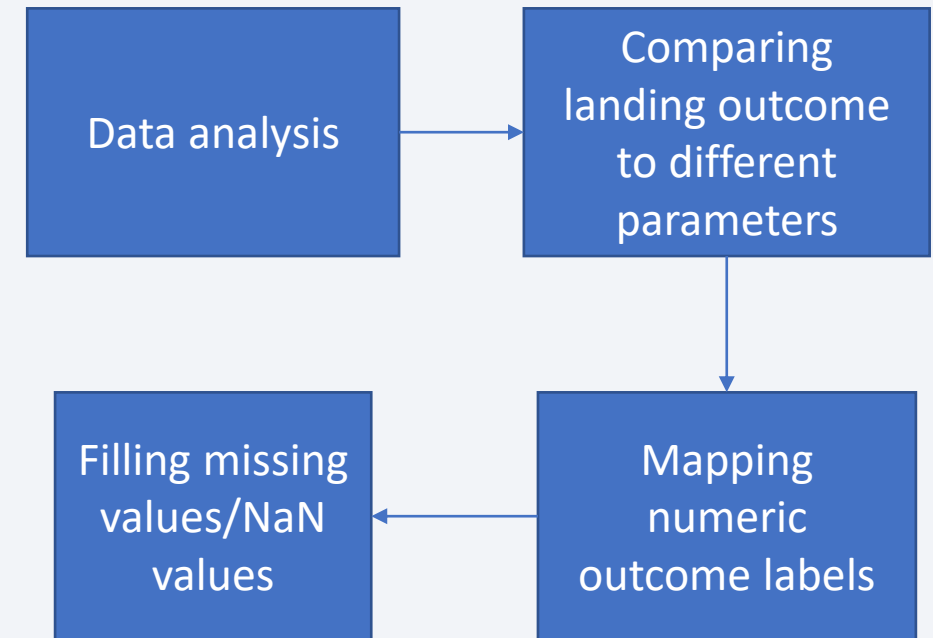 Data analysis
Comparing
landing outcome
to different
parameters
Mapping
numeric
outcome labels
Filling missing
values/NaN
values